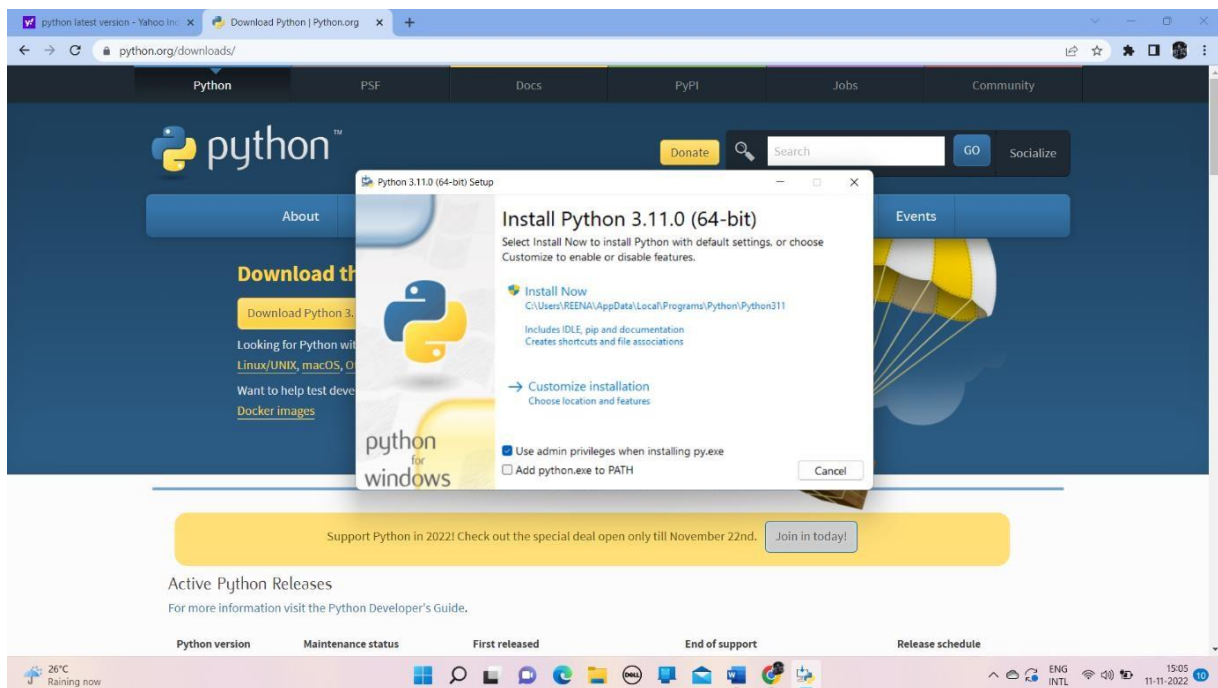 python latest version - Yahoo Inc
Download Python | Python.org
python.org/downloads/
Python
PSF
Docs
PyPI
Jobs
Community
python™
Donate
Search
GO
Socialize
About
Events
Python 3.11.0 (64-bit) Setup
Install Python 3.11.0 (64-bit)
Select Install Now to install Python with default settings, or choose
Customize to enable or disable features.
Install Now
C:\Users\REENA\AppData\Local\Programs\Python\Python311
Includes IDLE, pip and documentation
Creates shortcuts and file associations
Customize installation
Choose location and features
Use admin privileges when installing py.exe
Add python.exe to PATH
Cancel
python
for
windows
Download th
Download Python 3.
Looking for Python wit
Linux/UNIX, macOS, O
Want to help test deve
Docker images
Support Python in 2022! Check out the special deal open only till November 22nd.
Join in today!
Active Python Releases
For more information visit the Python Developer's Guide.
Python version
Maintenance status
First released
End of support
Release schedule
26°C
Raining now
DELL
ENG
INTL
15:05
11-11-2022
10